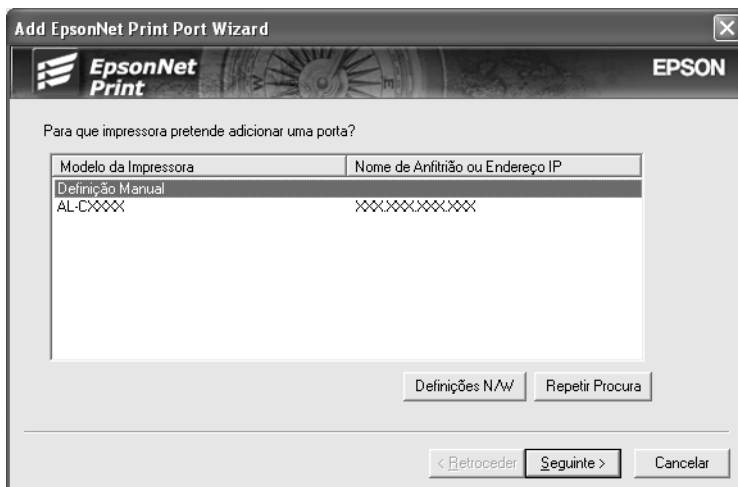 Add EpsonNet Print Port Wizard
EpsonNet
Print
EPSON
Para que impressora pretende adicionar uma porta?
Modelo da Impressora Nome de Anfitrião ou Endereço IP
Definição Manual
AL-CXXXX XXX.XXX.XXX.XXX
Definições N/W Repetir Procura
< Retroceder Seguinte > Cancelar